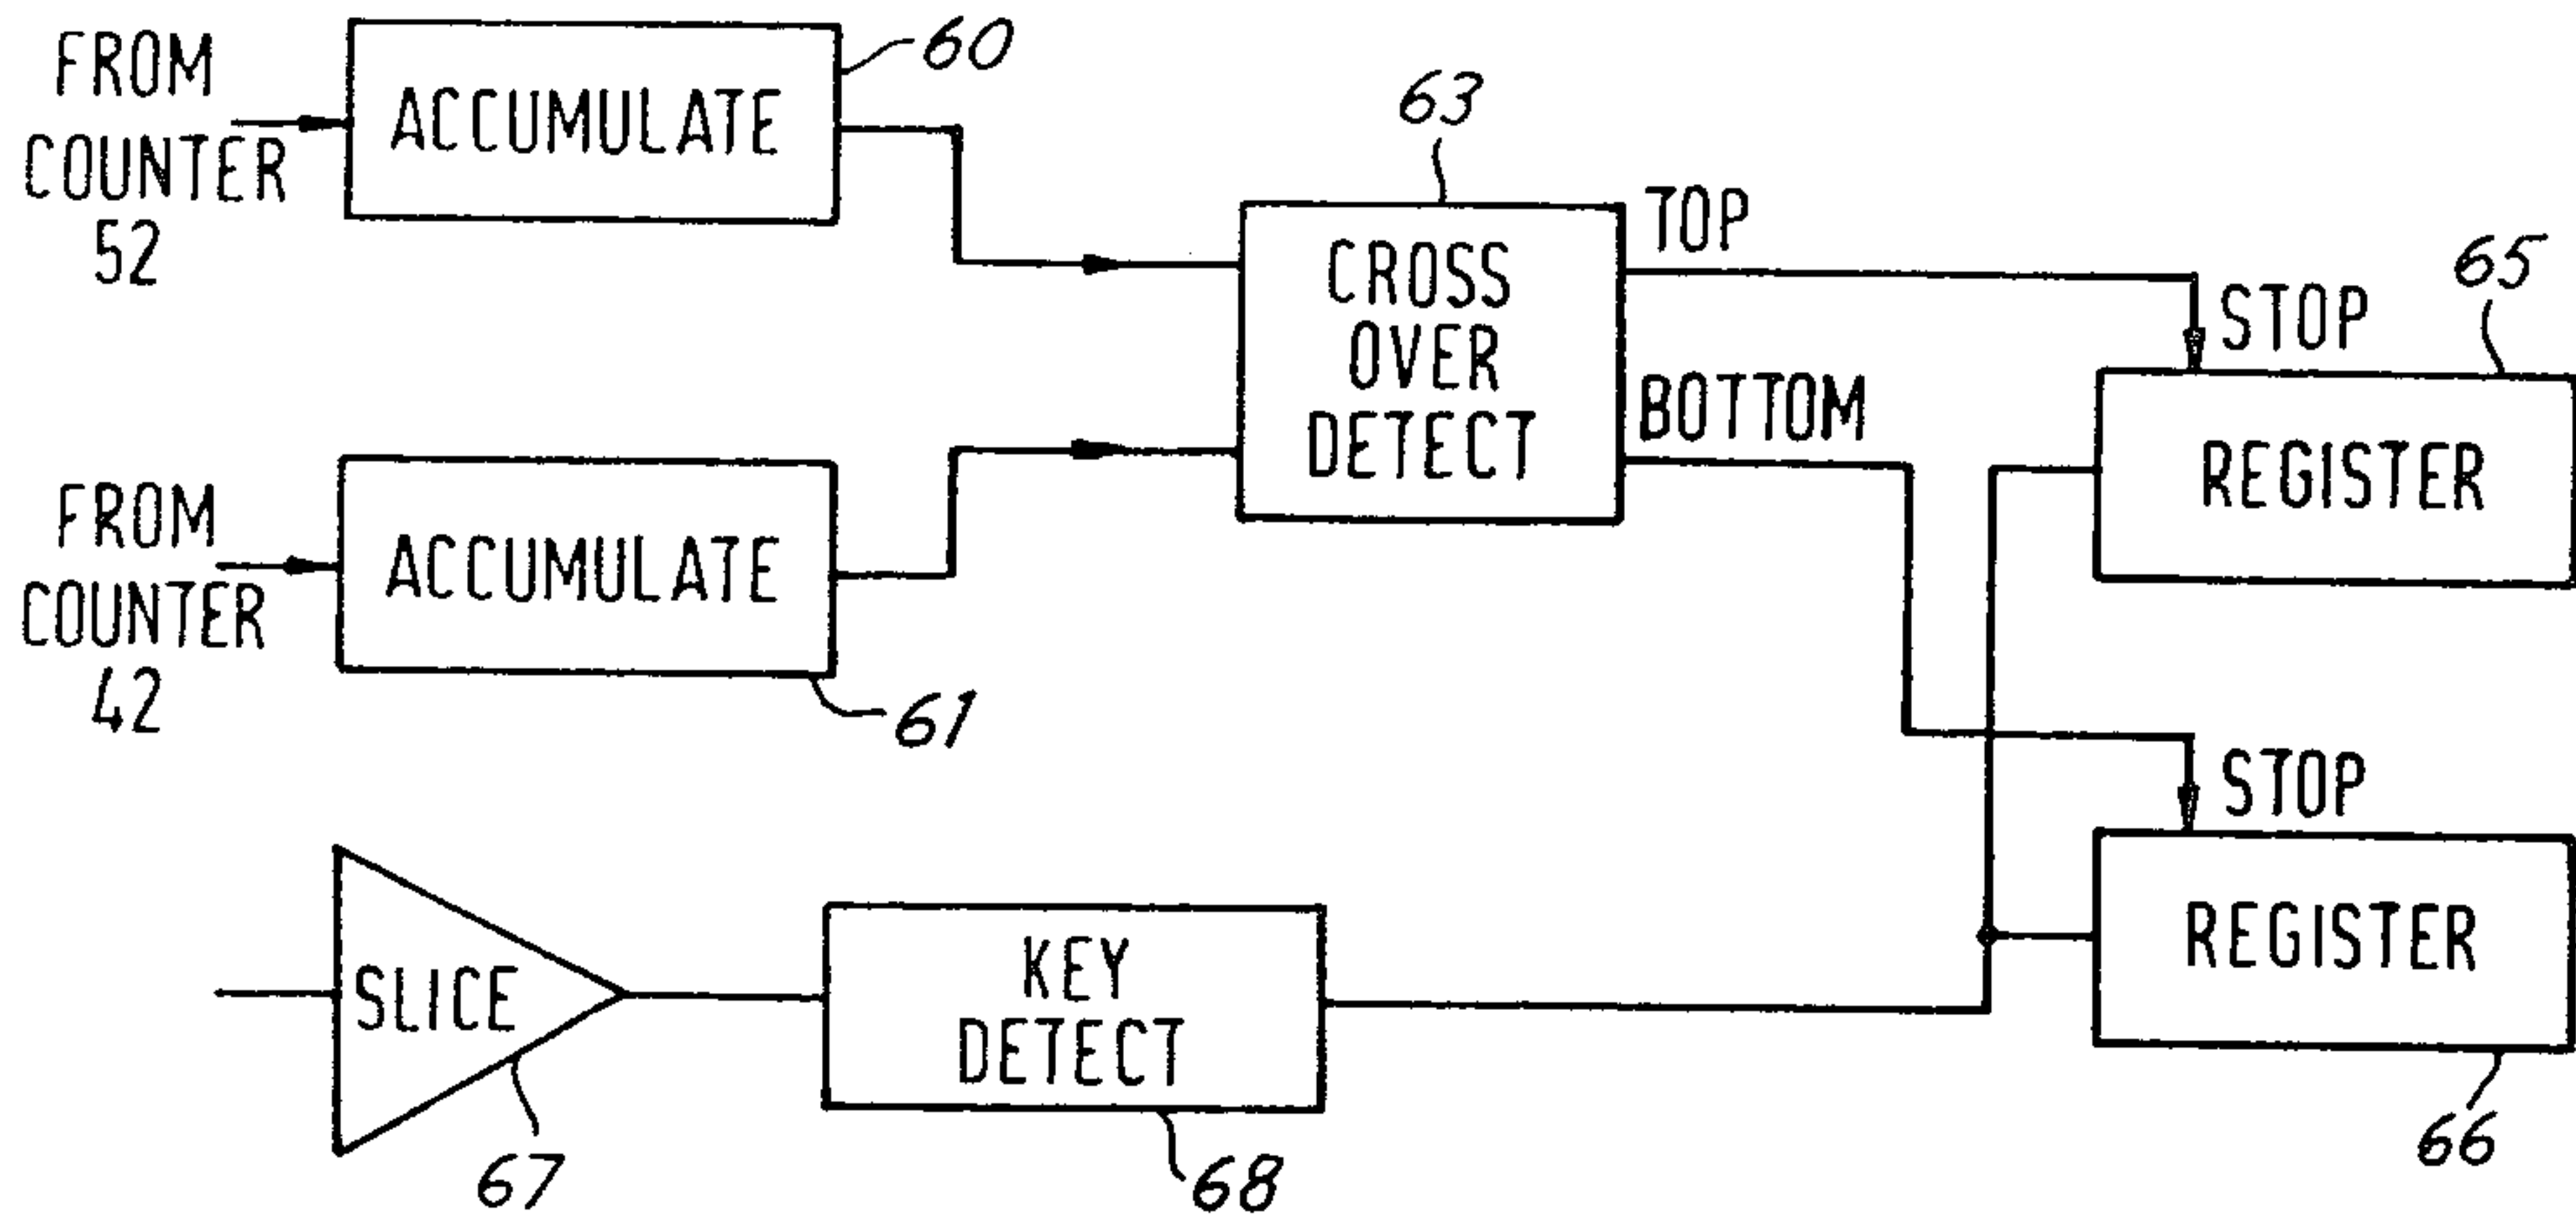 FROM
COUNTER
52
ACCUMULATE
60
63
CROSS
OVER
DETECT
TOP
BOTTOM
STOP
65
REGISTER
FROM
COUNTER
42
ACCUMULATE
61
STOP
REGISTER
66
SLICE
67
KEY
DETECT
68